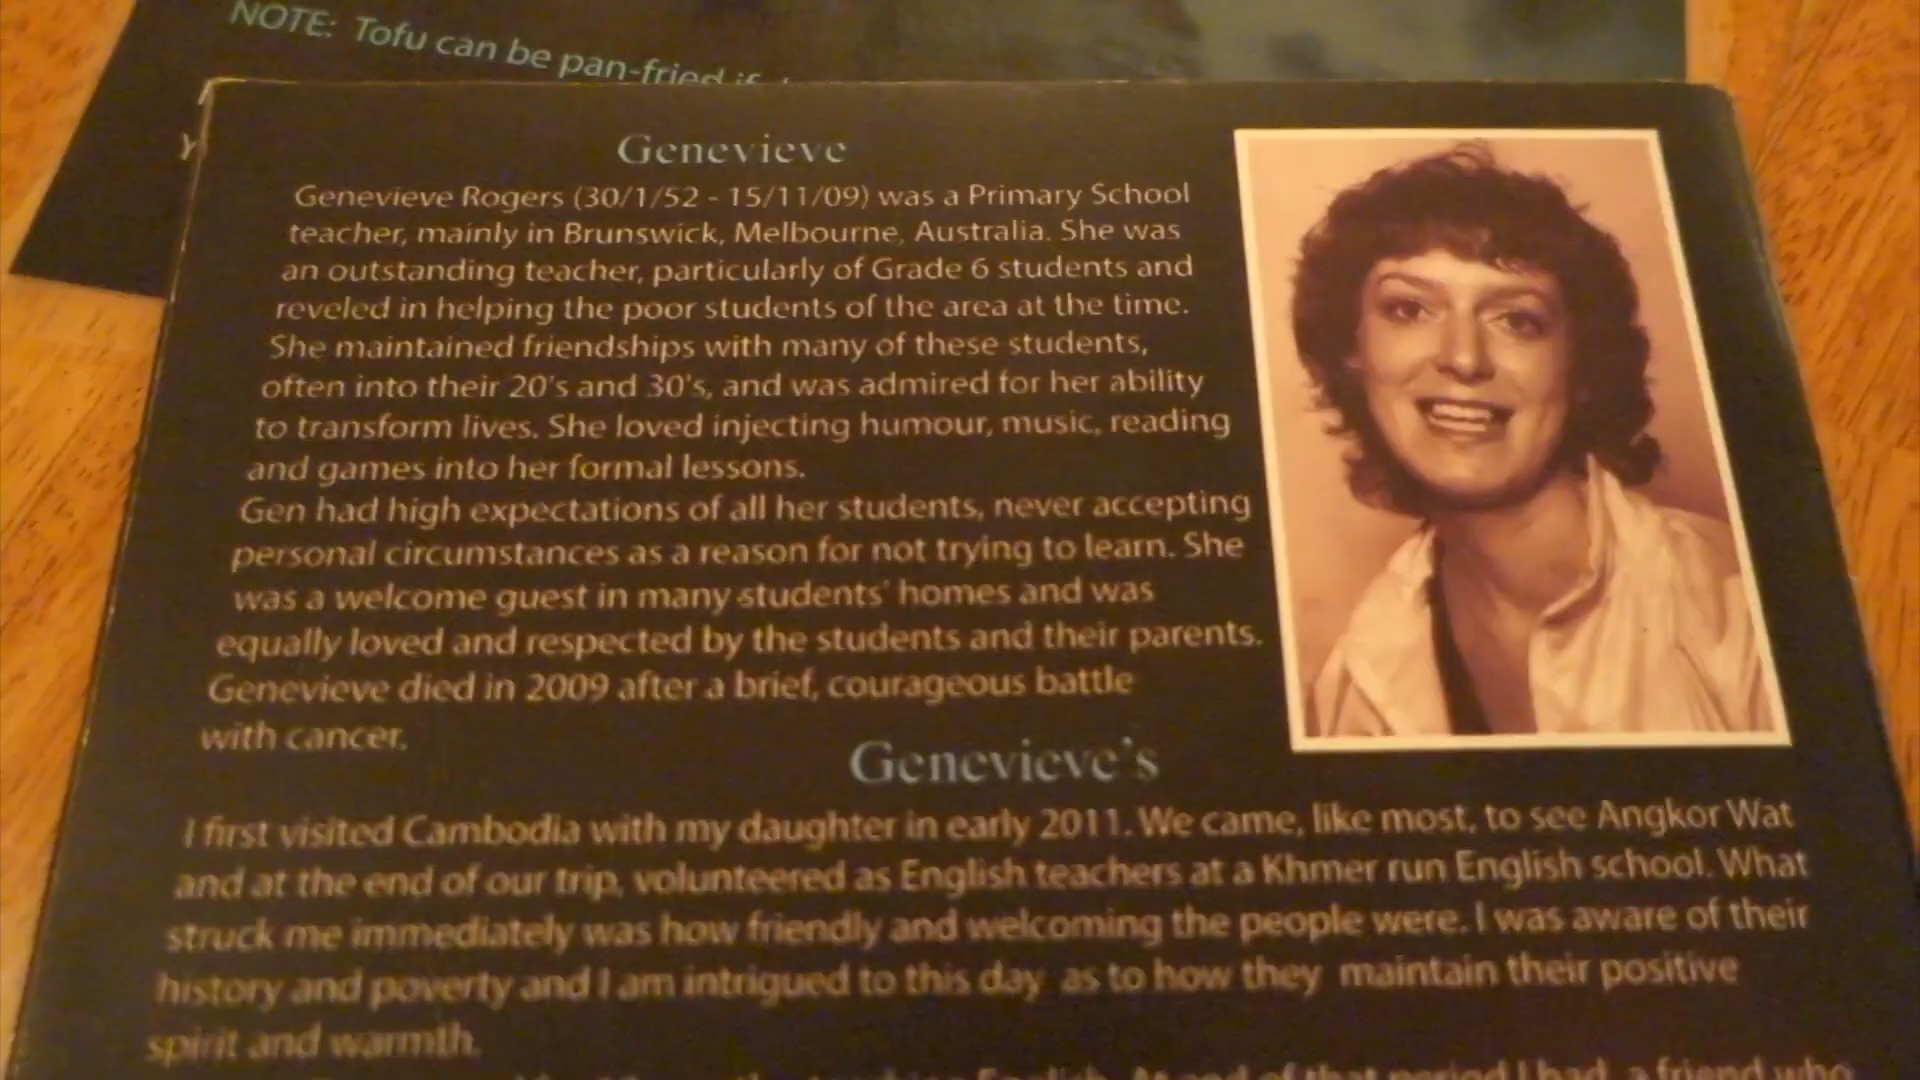 NOTE: Tofu can be pan-fried if
Y
Genevieve
Genevieve Rogers (30/1/52 - 15/11/09) was a Primary School
teacher, mainly in Brunswick, Melbourne, Australia. She was
an outstanding teacher, particularly of Grade 6 students and
reveled in helping the poor students of the area at the time.
She maintained friendships with many of these students,
often into their 20's and 30's, and was admired for her ability
to transform lives. She loved injecting humour, music, reading
and games into her formal lessons.
Gen had high expectations of all her students, never accepting
personal circumstances as a reason for not trying to learn. She
was a welcome guest in many students' homes and was
equally loved and respected by the students and their parents.
Genevieve died in 2009 after a brief, courageous battle
with cancer.
Genevieve's
I first visited Cambodia with my daughter in early 2011. We came, like most, to see Angkor Wat
and at the end of our trip, volunteered as English teachers at a Khmer run English school. What
struck me immediately was how friendly and welcoming the people were. I was aware of their
history and poverty and I am intrigued to this day as to how they maintain their positive
spirit and warmth.
English. At end of that period I had a friend who